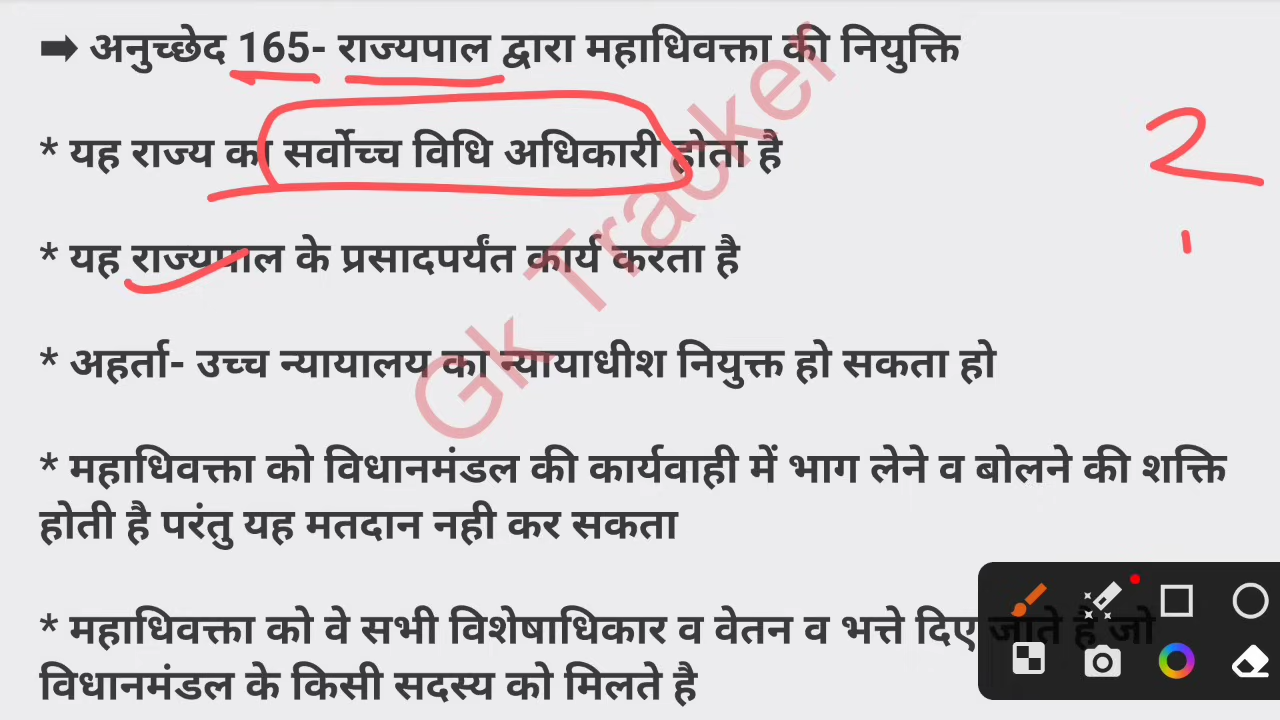 ➡ अनुच्छेद 165- राज्यपाल द्वारा महाधिवक्ता की नियुक्ति
* यह राज्य का सर्वोच्च विधि अधिकारी होता है
2
* यह राज्यपाल के प्रसादपर्यंत कार्य करता है
* अहर्ता- उच्च न्यायालय का न्यायाधीश नियुक्त हो सकता हो
* महाधिवक्ता को विधानमंडल की कार्यवाही में भाग लेने व बोलने की शक्ति
होती है परंतु यह मतदान नही कर सकता
* महाधिवक्ता को वे सभी विशेषाधिकार व वेतन व भत्ते दिए जाते है जो
विधानमंडल के किसी सदस्य को मिलते है
Gk Tracker